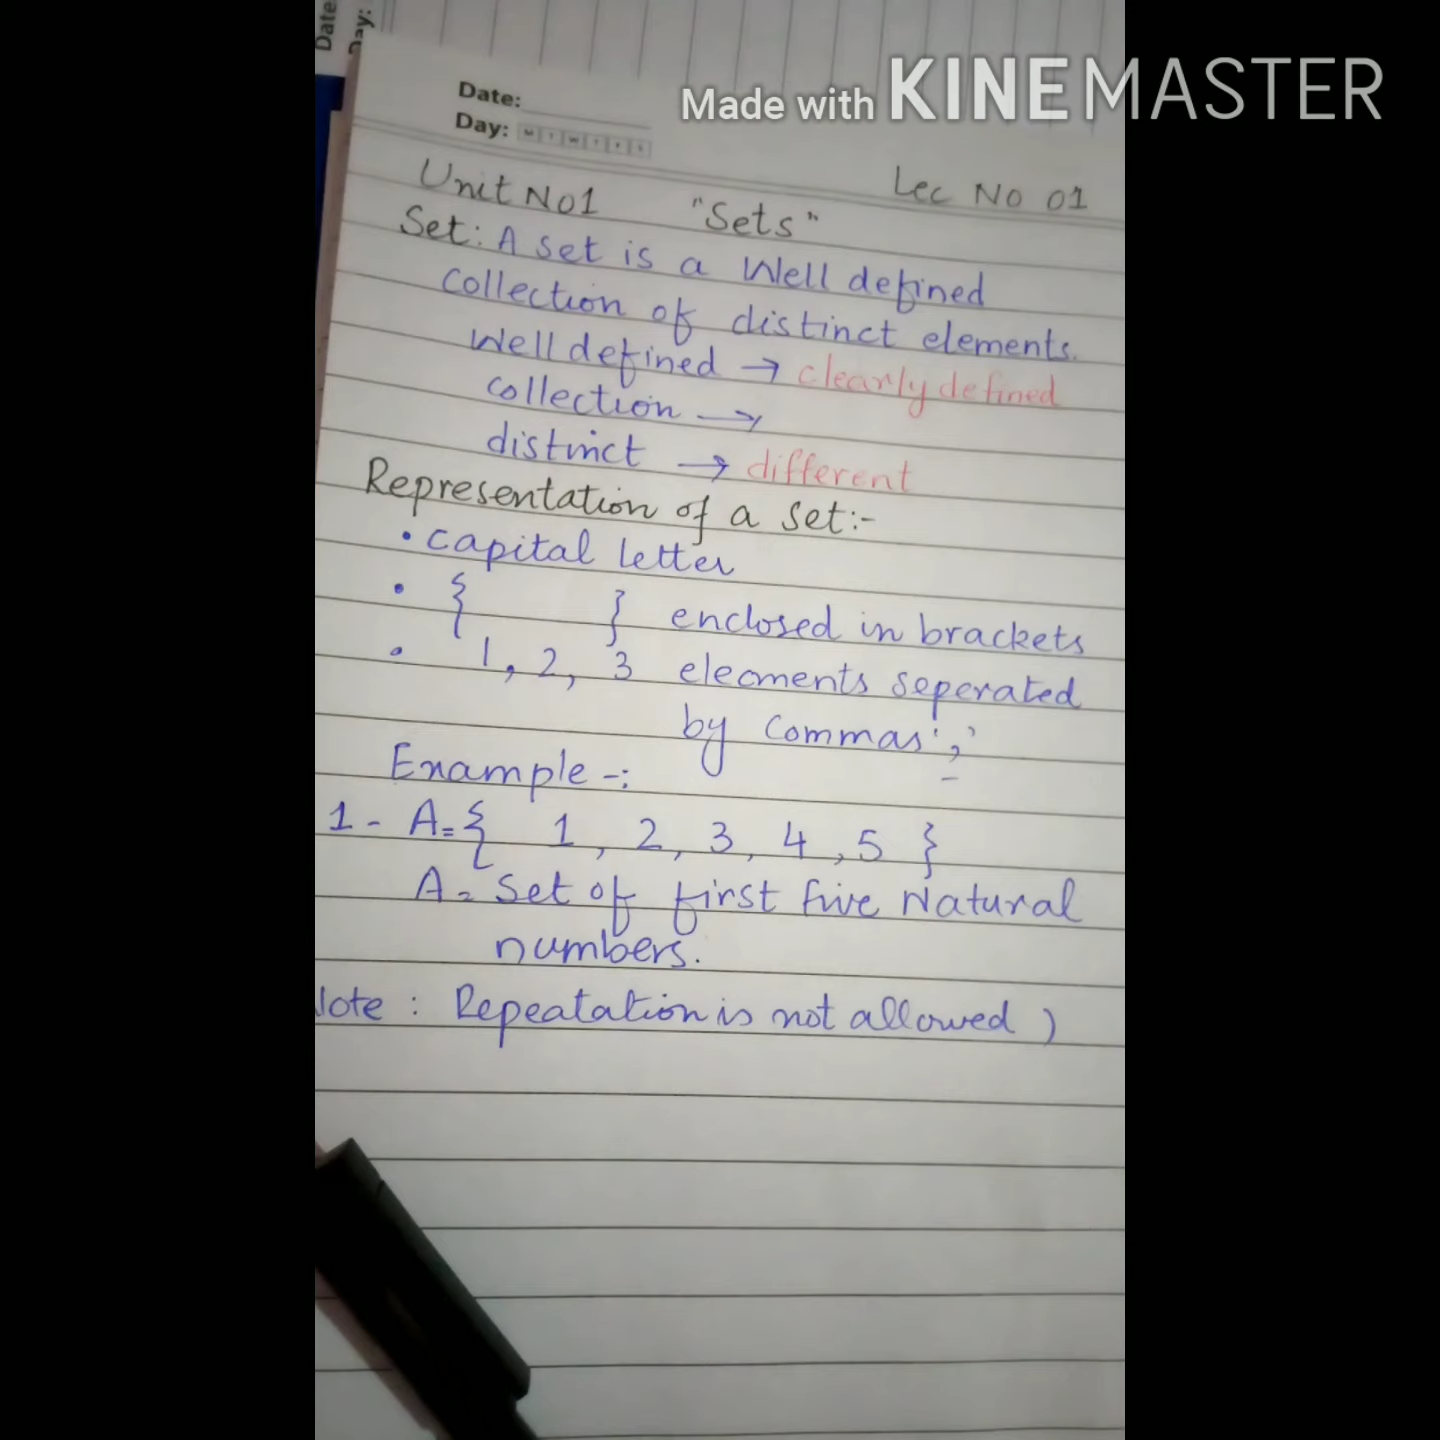 Date
Day:
Made with KINEMASTER
Date:
Day: M T W T F S
Lec No 01
Unit No1 "Sets"
Set: A set is a Well defined
collection of distinct elements.
Well defined → clearly defined
collection →
distinct → different
Representation of a set:-
• capital letter
• { } enclosed in brackets
• 1, 2, 3 elecments seperated
by commas ','
Example -:
1 - A={ 1 , 2, 3, 4 ,5 }
A= Set of first five Natural
numbers.
Note : Repeatation is not allowed )